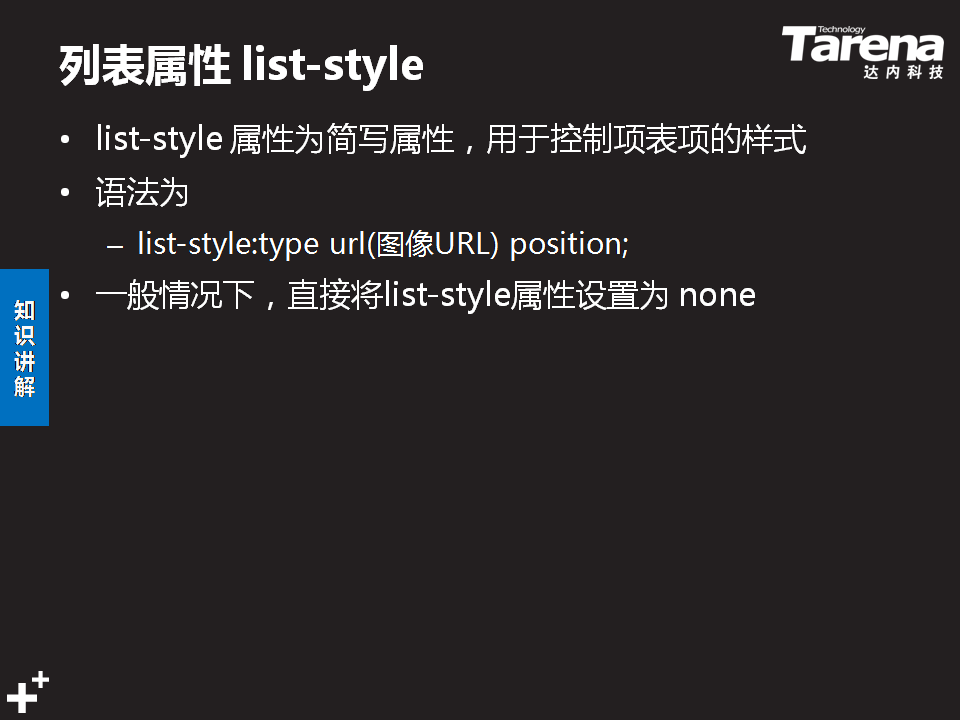 列表属性 list-style
Technology
Tarena
达内科技
• list-style 属性为简写属性，用于控制项表项的样式
• 语法为
– list-style:type url(图像URL) position;
• 一般情况下，直接将list-style属性设置为 none
知识讲解